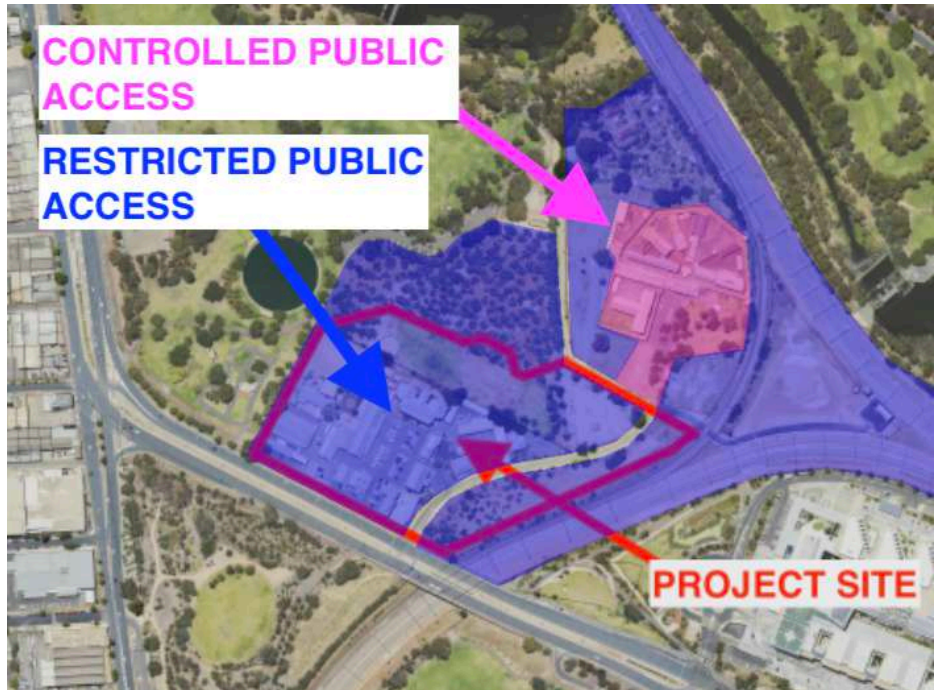 CONTROLLED PUBLIC
ACCESS
RESTRICTED PUBLIC
ACCESS
PROJECT SITE